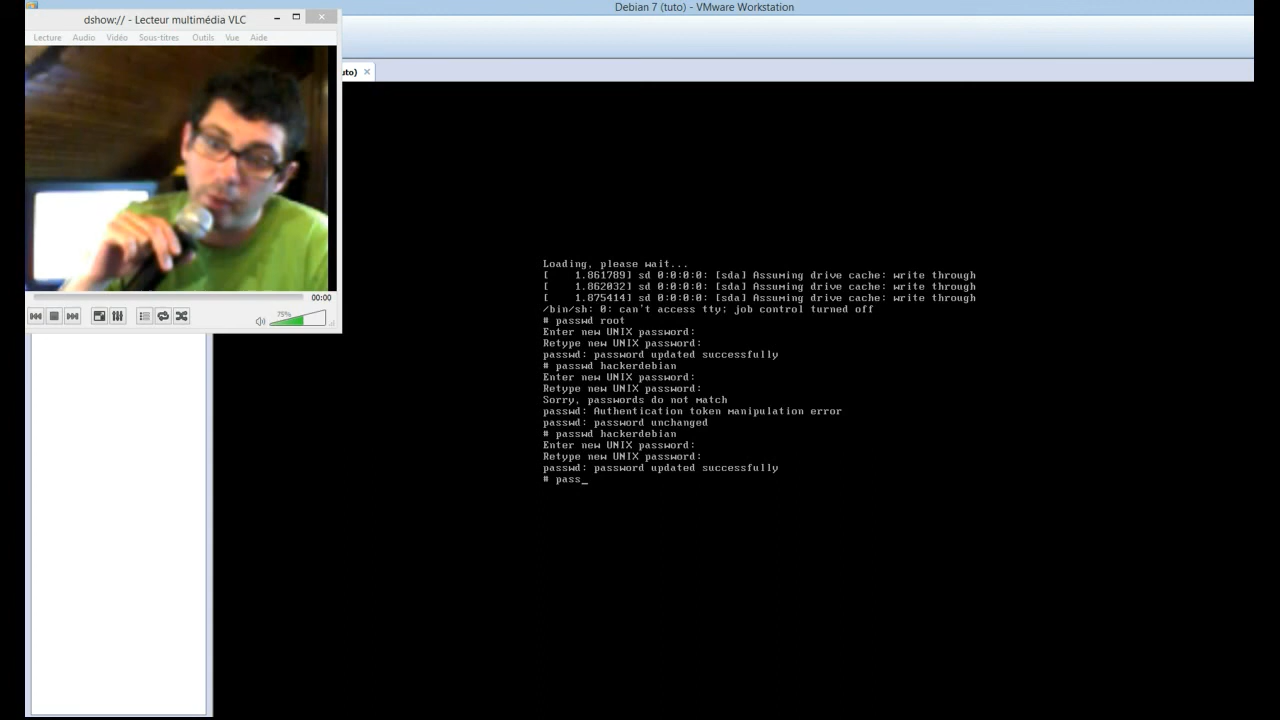 Debian 7 (tuto) - VMware Workstation
dshow:// - Lecteur multimédia VLC
Lecture Audio Vidéo Sous-titres Outils Vue Aide
uto)
00:00
75%
Loading, please wait...
[    1.861789] sd 0:0:0:0: [sda] Assuming drive cache: write through
[    1.862032] sd 0:0:0:0: [sda] Assuming drive cache: write through
[    1.875414] sd 0:0:0:0: [sda] Assuming drive cache: write through
/bin/sh: 0: can't access tty; job control turned off
# passwd root
Enter new UNIX password:
Retype new UNIX password:
passwd: password updated successfully
# passwd hackerdebian
Enter new UNIX password:
Retype new UNIX password:
Sorry, passwords do not match
passwd: Authentication token manipulation error
passwd: password unchanged
# passwd hackerdebian
Enter new UNIX password:
Retype new UNIX password:
passwd: password updated successfully
# pass_